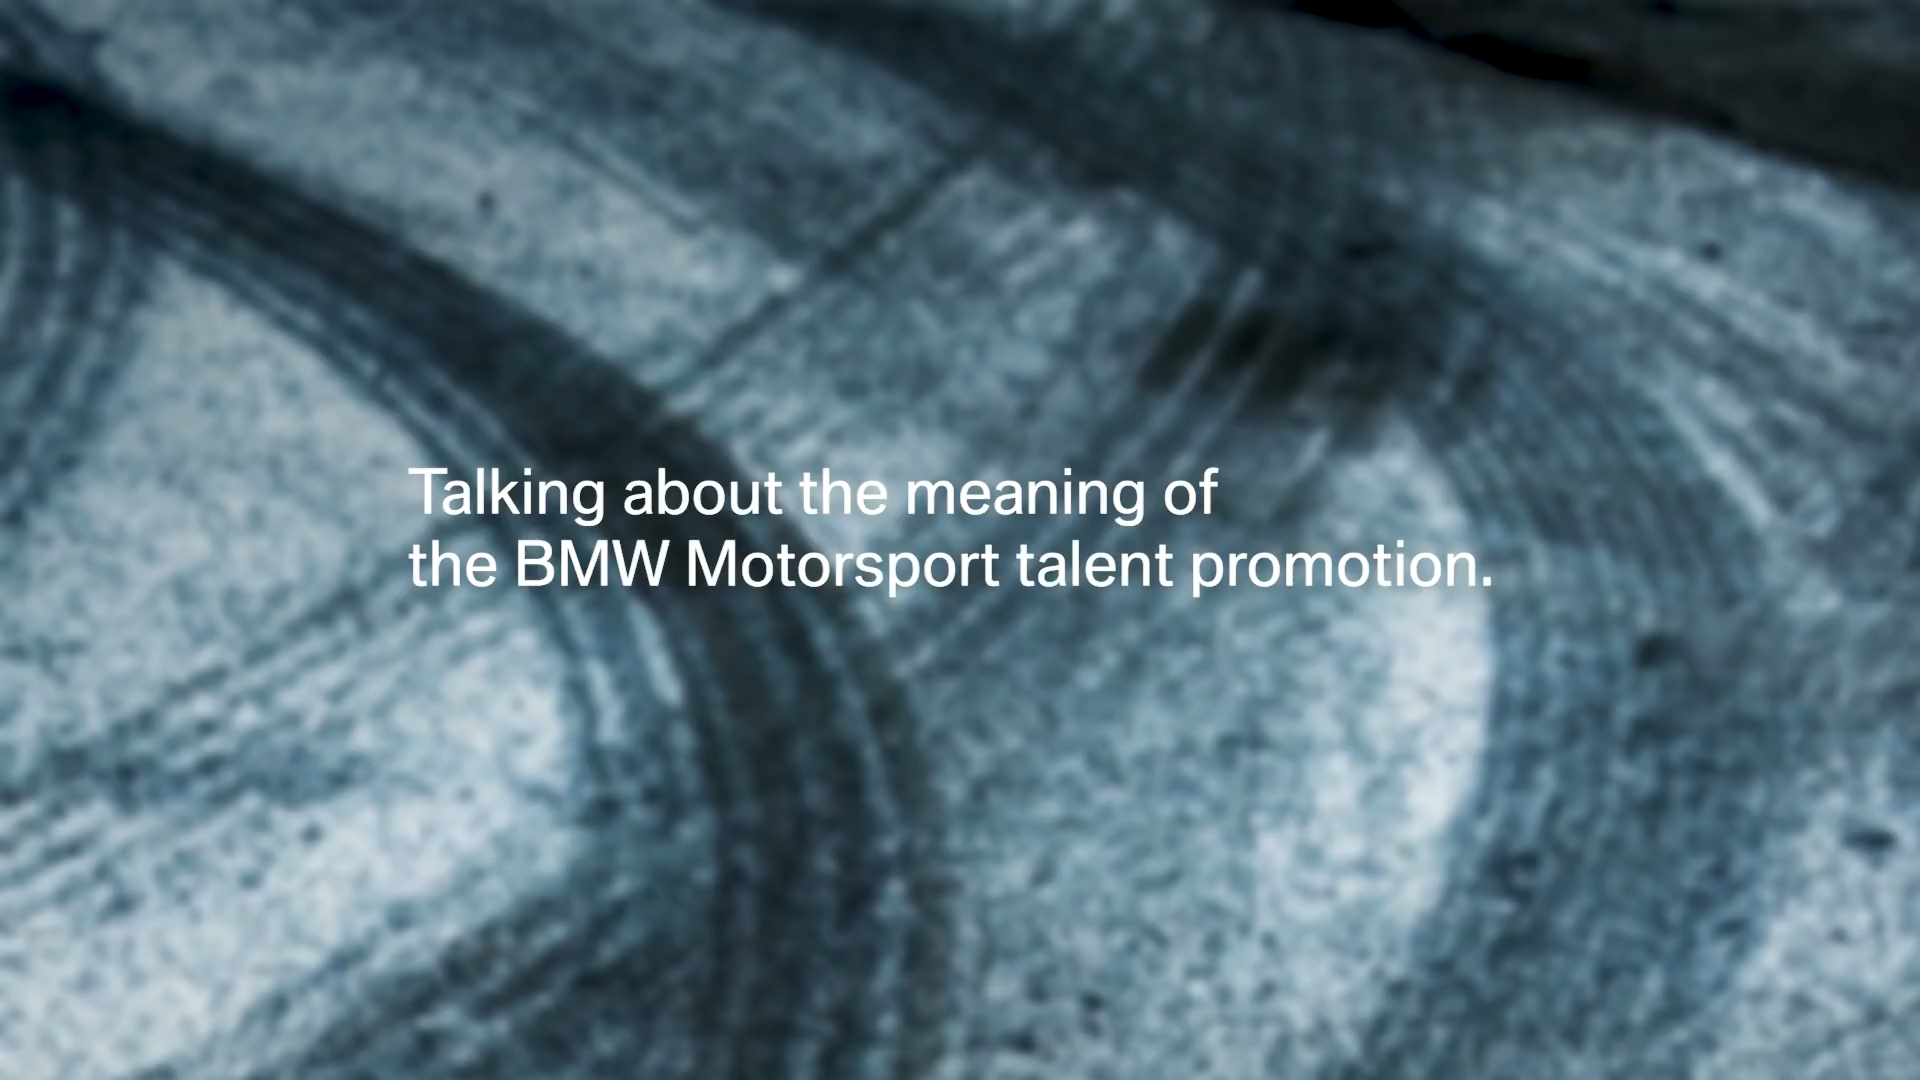 Talking about the meaning of
the BMW Motorsport talent promotion.